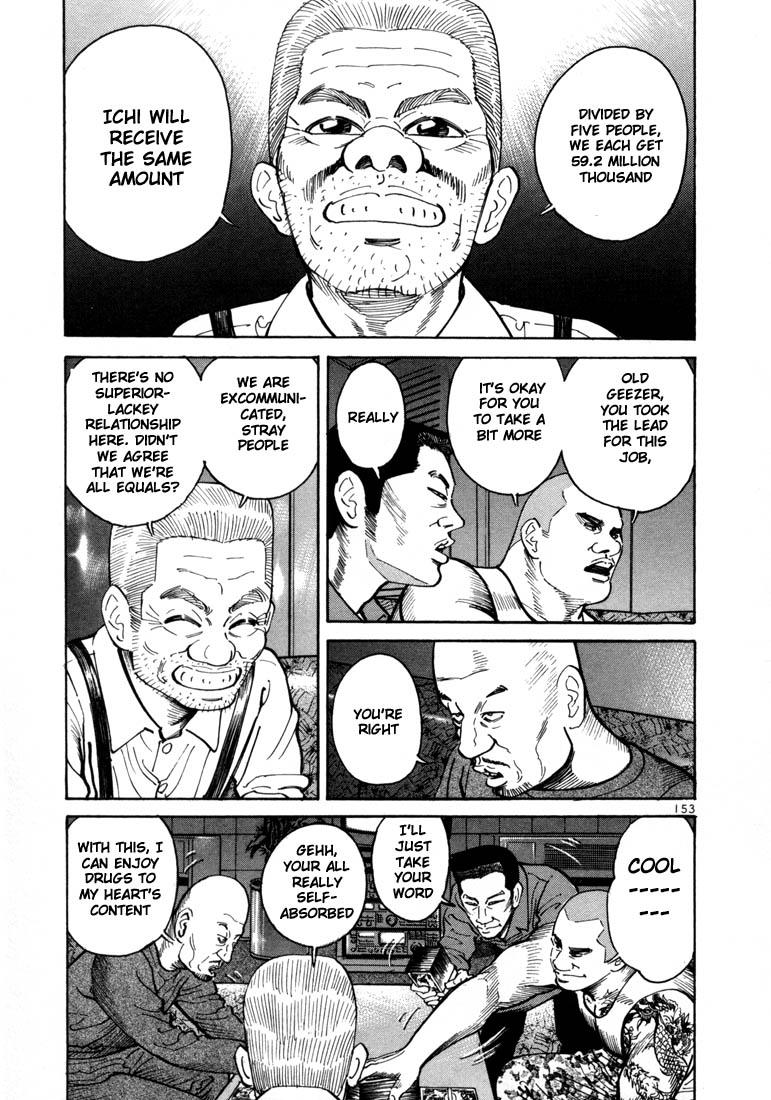 DIVIDED BY
FIVE PEOPLE,
WE EACH GET
59.2 MILLION
THOUSAND
ICHI WILL
RECEIVE
THE SAME
AMOUNT
OLD
GEEZER,
YOU TOOK
THE LEAD
FOR THIS
JOB,
IT'S OKAY
FOR YOU
TO TAKE A
BIT MORE
REALLY
WE ARE
EXCOMMUNI-
CATED,
STRAY
PEOPLE
THERE'S NO
SUPERIOR-
LACKEY
RELATIONSHIP
HERE. DIDN'T
WE AGREE
THAT WE'RE
ALL EQUALS?
YOU'RE
RIGHT
153
COOL
-----
---
I'LL
JUST
TAKE
YOUR
WORD
GEHH,
YOUR ALL
REALLY
SELF-
ABSORBED
WITH THIS, I
CAN ENJOY
DRUGS TO
MY HEART'S
CONTENT